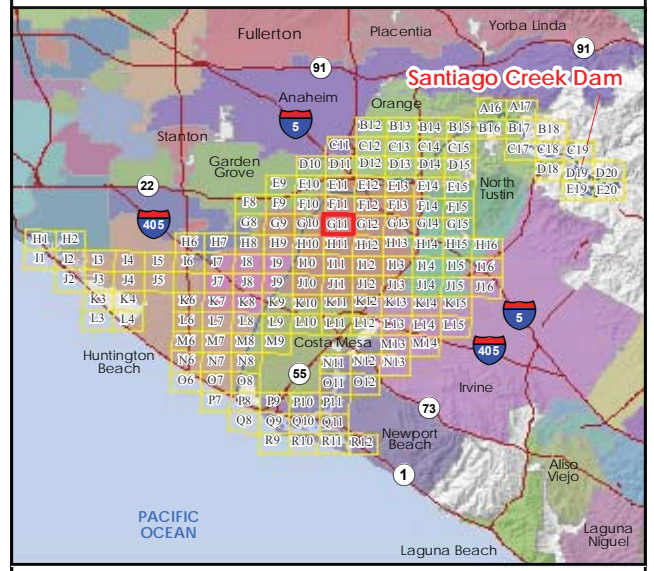 Yorba Linda
Fullerton
Placentia
91
91
Santiago Creek Dam
Anaheim
Orange
A16 A17
5
B12 B13 B14 B15 B16 B17 B18
Stanton
C11 C12 C13 C14 C15 C17 C18 C19
Garden
Grove
D10 D11 D12 D13 D14 D15 D18 D19 D20
22
E9 E10 E11 E12 E13 E14 E15 E19 E20
North
Tustin
F8 F9 F10 F11 F12 F13 F14 F15
405
G8 G9 G10 G11 G12 G13 G14 G15
H1 H2 H6 H7 H8 H9 H10 H11 H12 H13 H14 H15 H16
I1 I2 I3 I4 I5 I6 I7 I8 I9 I10 I11 I12 I13 I14 I15 I16
J2 J3 J4 J5 J7 J8 J9 J10 J11 J12 J13 J14 J15 J16
K3 K4 K6 K7 K8 K9 K10 K11 K12 K13 K14 K15
5
L3 L4 L6 L7 L8 L9 L10 L11 L12 L13 L14 L15
M6 M7 M8 M9 Costa Mesa M13 M14
405
Huntington
Beach
N6 N7 N8 N11 N12 N13
55
O6 O7 O8 O11 O12
Irvine
P7 P8 P9 P10 P11
73
Q8 Q9 Q10 Q11
Newport
Beach
R9 R10 R11 R12
1
Aliso
Viejo
PACIFIC
OCEAN
Laguna
Niguel
Laguna Beach